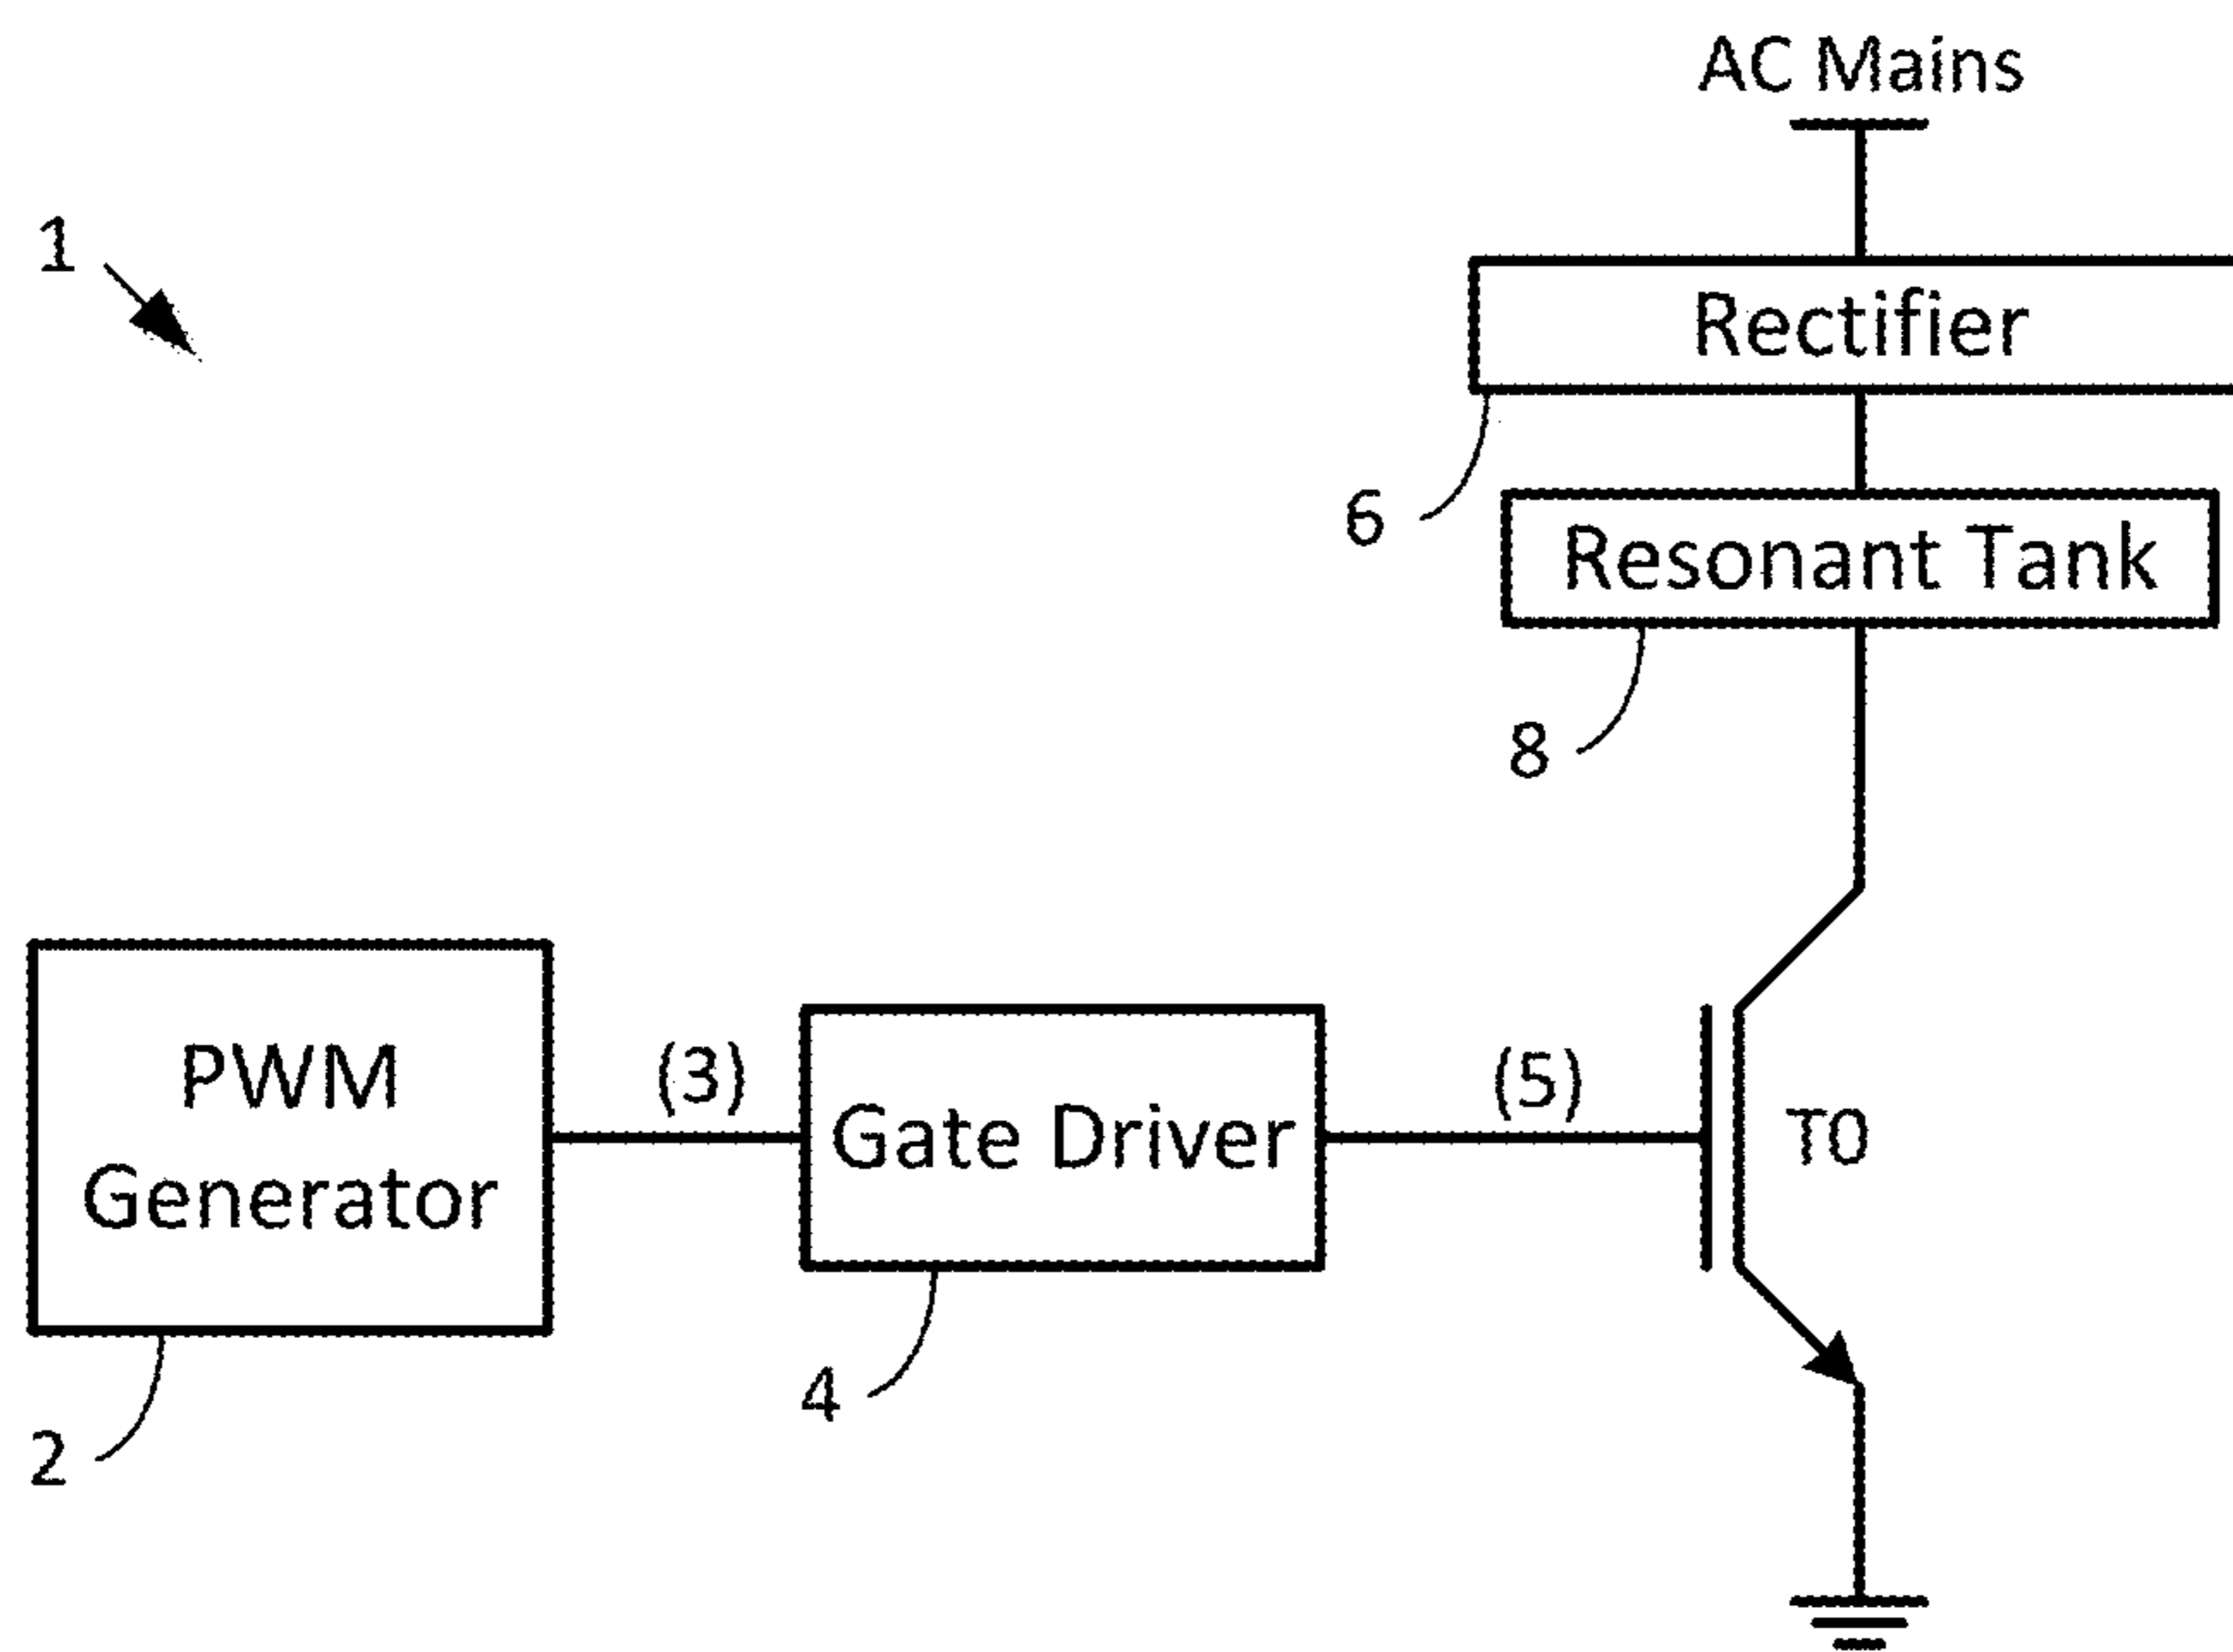 AC Mains
1
Rectifier
6
Resonant Tank
8
PWM
Generator
(3)
Gate Driver
(5)
T0
4
2